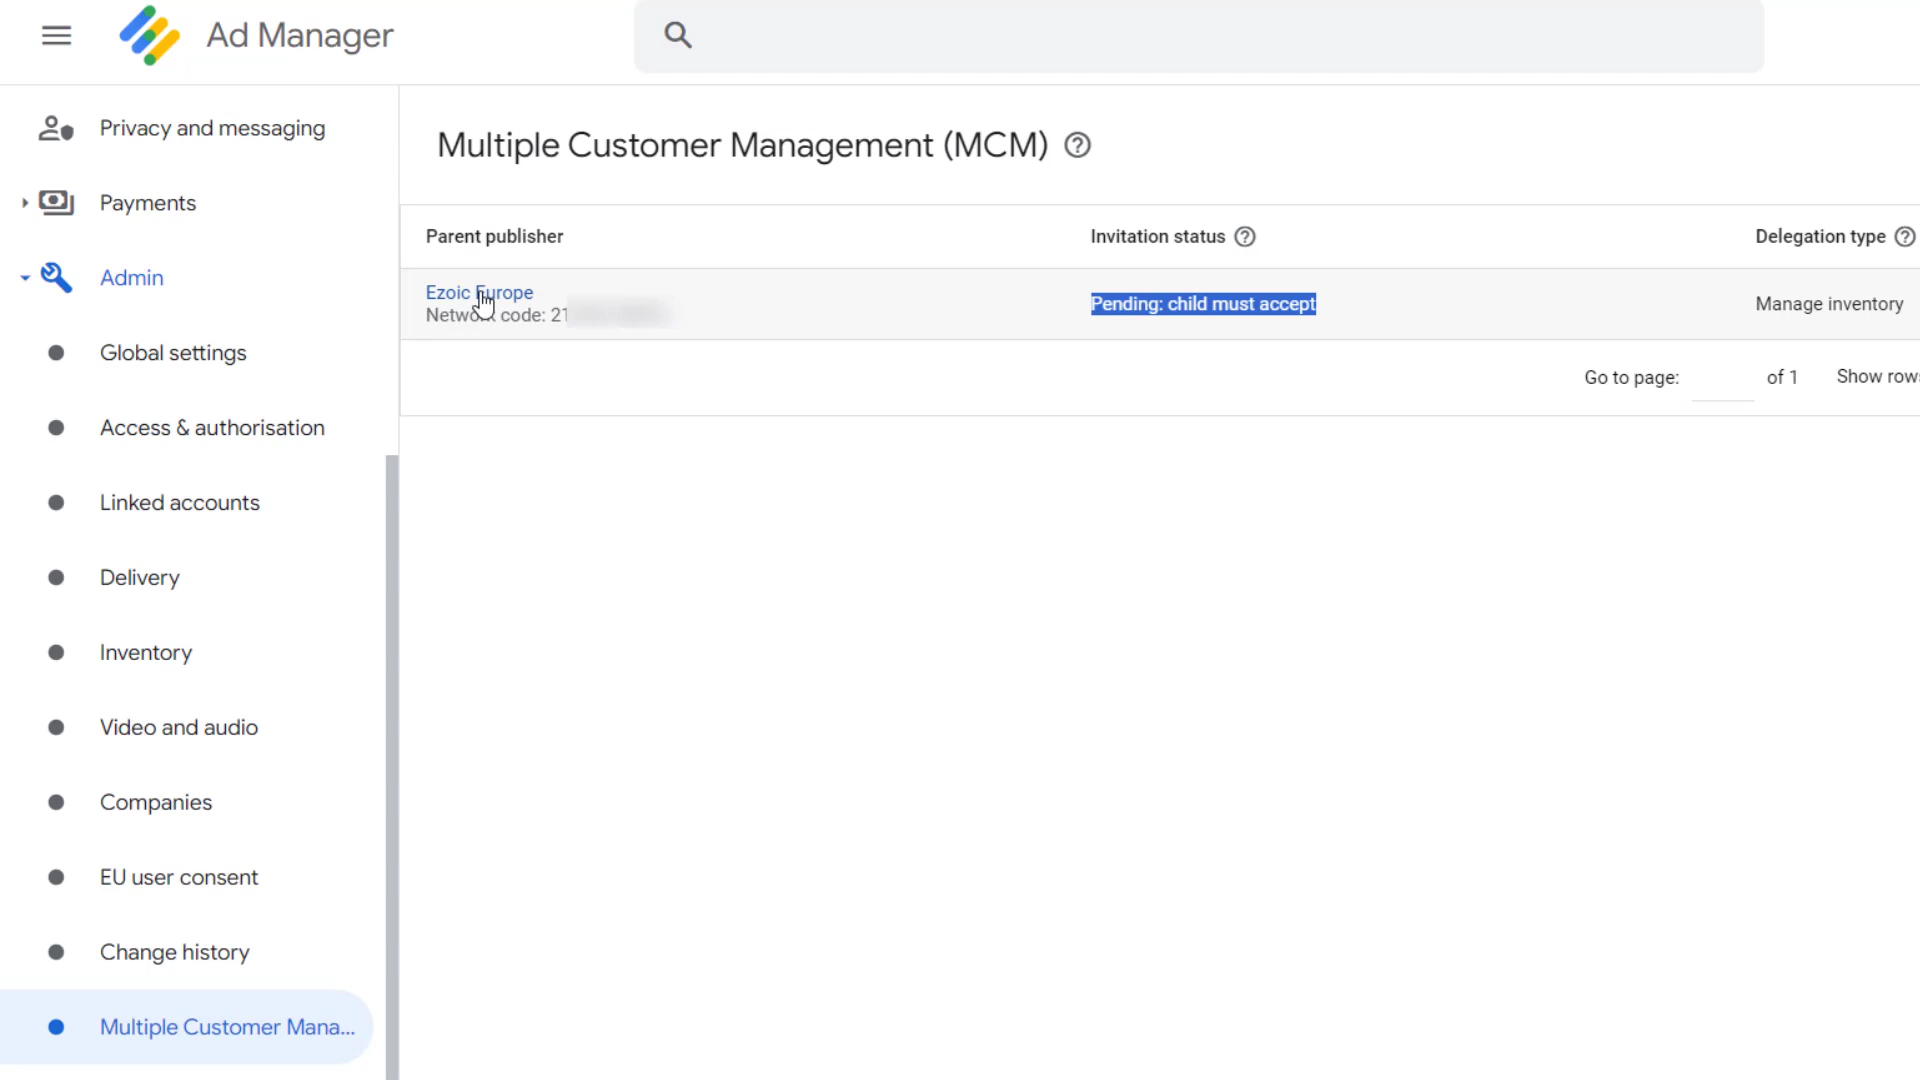 Ad Manager
Privacy and messaging
Payments
Admin
Global settings
Access & authorisation
Linked accounts
Delivery
Inventory
Video and audio
Companies
EU user consent
Change history
Multiple Customer Mana...
Multiple Customer Management (MCM)
Parent publisher
Invitation status
Delegation type
Ezoic Europe
Network code: 21
Pending: child must accept
Manage inventory
Go to page:
of 1
Show rows